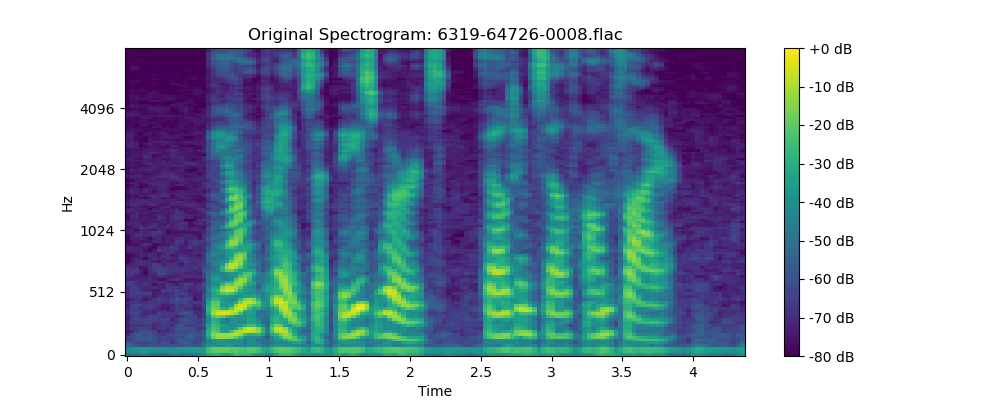 Original Spectrogram: 6319-64726-0008.flac
Hz
4096
2048
1024
512
0
0
0.5
1
1.5
2
2.5
3
3.5
4
Time
+0 dB
-10 dB
-20 dB
-30 dB
-40 dB
-50 dB
-60 dB
-70 dB
-80 dB